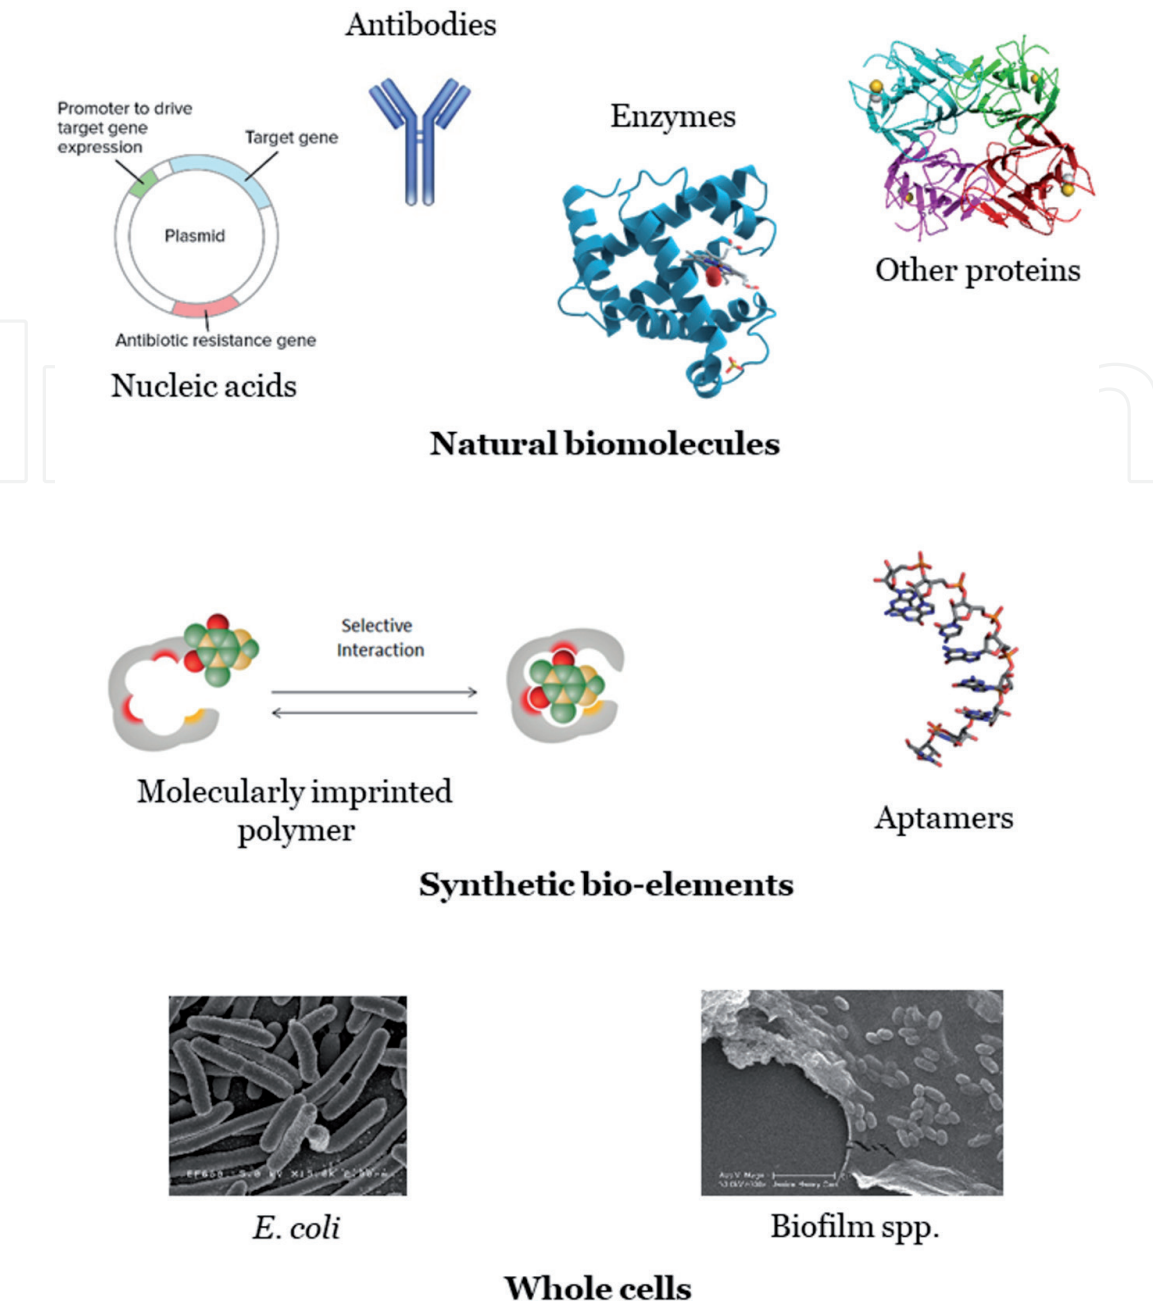 Antibodies
Promoter to drive
target gene
expression
Target gene
Enzymes
Plasmid
Other proteins
Antibiotic resistance gene
Nucleic acids
Natural biomolecules
Selective
Interaction
Molecularly imprinted
polymer
Aptamers
Synthetic bio-elements
E. coli
Biofilm spp.
Whole cells